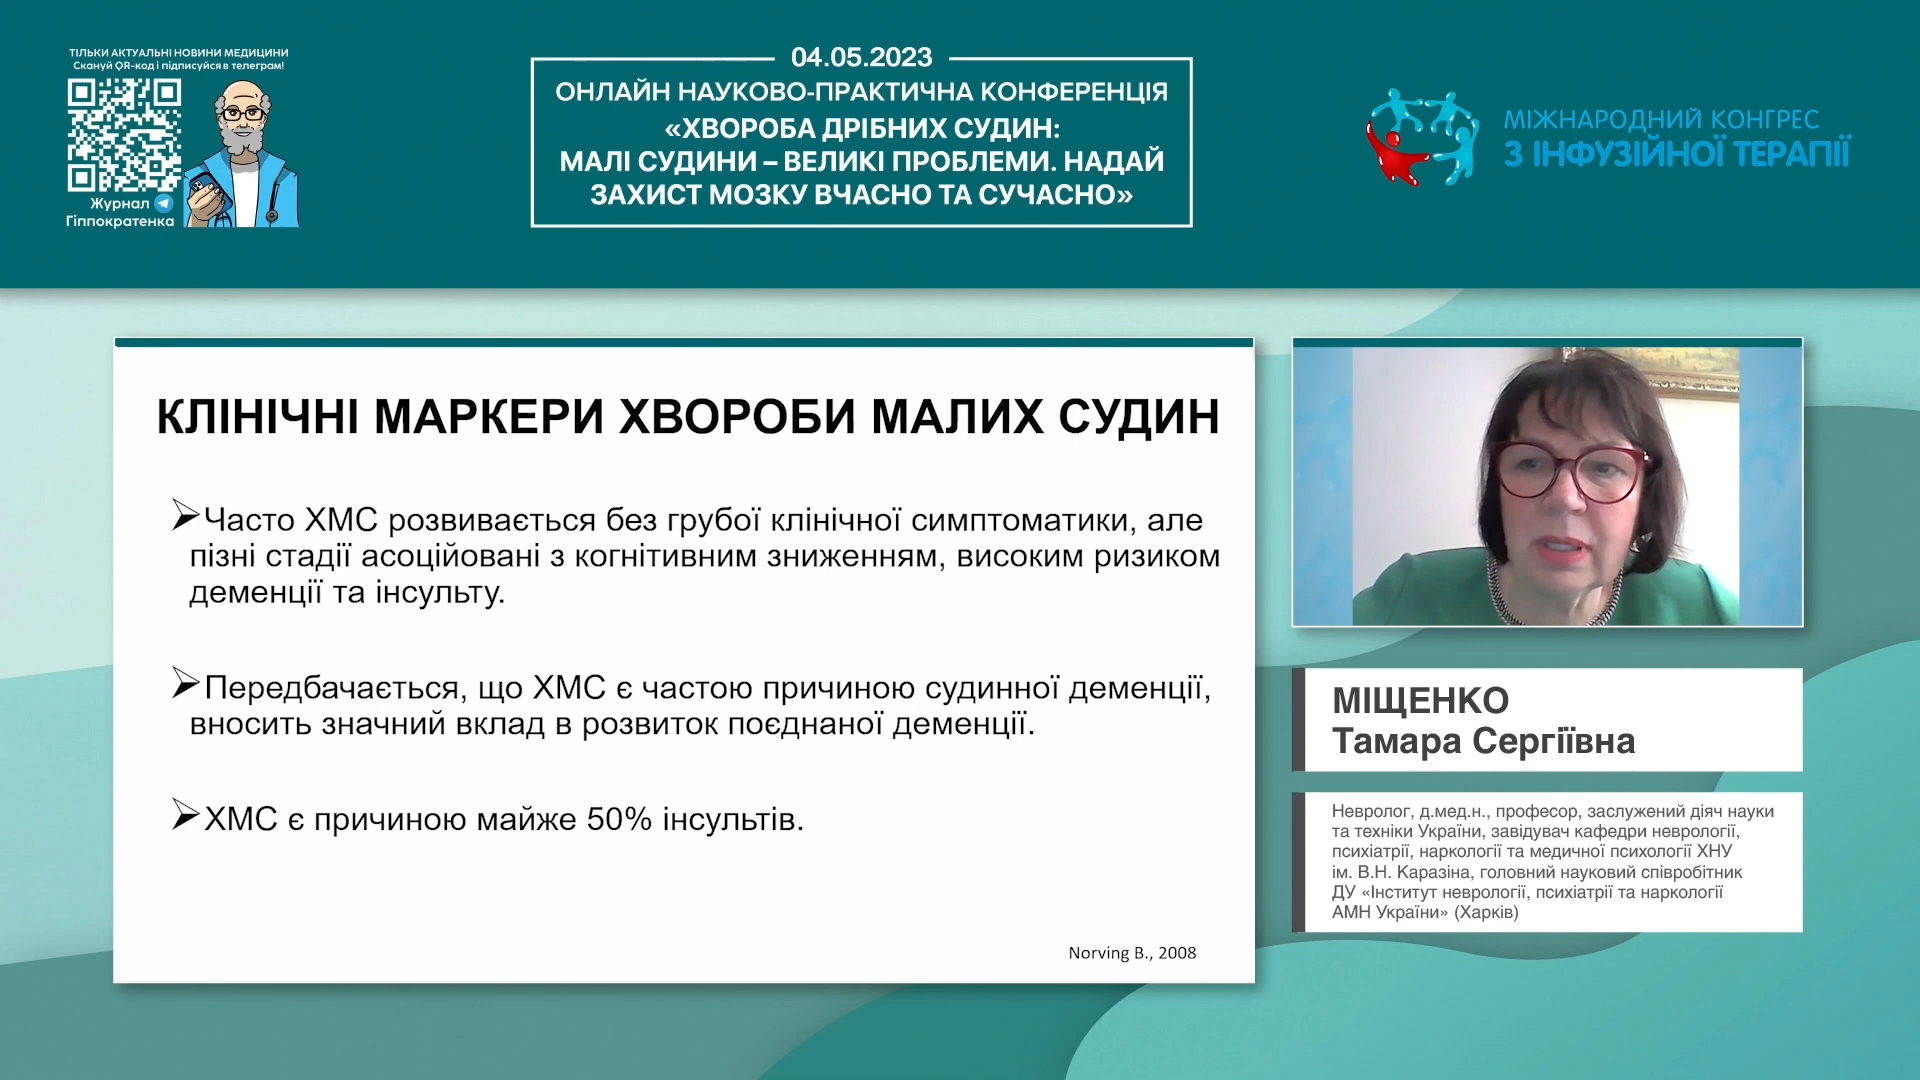 ТІЛЬКИ АКТУАЛЬНІ НОВИНИ МЕДИЦИНИ
Скануй QR-код і підписуйся в телеграм!
Журнал
Гіппократенка
04.05.2023
ОНЛАЙН НАУКОВО-ПРАКТИЧНА КОНФЕРЕНЦІЯ
«ХВОРОБА ДРІБНИХ СУДИН:
МАЛІ СУДИНИ – ВЕЛИКІ ПРОБЛЕМИ. НАДАЙ
ЗАХИСТ МОЗКУ ВЧАСНО ТА СУЧАСНО»
МІЖНАРОДНИЙ КОНГРЕС
З ІНФУЗІЙНОЇ ТЕРАПІЇ
КЛІНІЧНІ МАРКЕРИ ХВОРОБИ МАЛИХ СУДИН
Часто ХМС розвивається без грубої клінічної симптоматики, але
пізні стадії асоційовані з когнітивним зниженням, високим ризиком
деменції та інсульту.
Передбачається, що ХМС є частою причиною судинної деменції,
вносить значний вклад в розвиток поєднаної деменції.
ХМС є причиною майже 50% інсультів.
Norving B., 2008
МІЩЕНКО
Тамара Сергіївна
Невролог, д.мед.н., професор, заслужений діяч науки
та техніки України, завідувач кафедри неврології,
психіатрії, наркології та медичної психології ХНУ
ім. В.Н. Каразіна, головний науковий співробітник
ДУ «Інститут неврології, психіатрії та наркології
АМН України» (Харків)